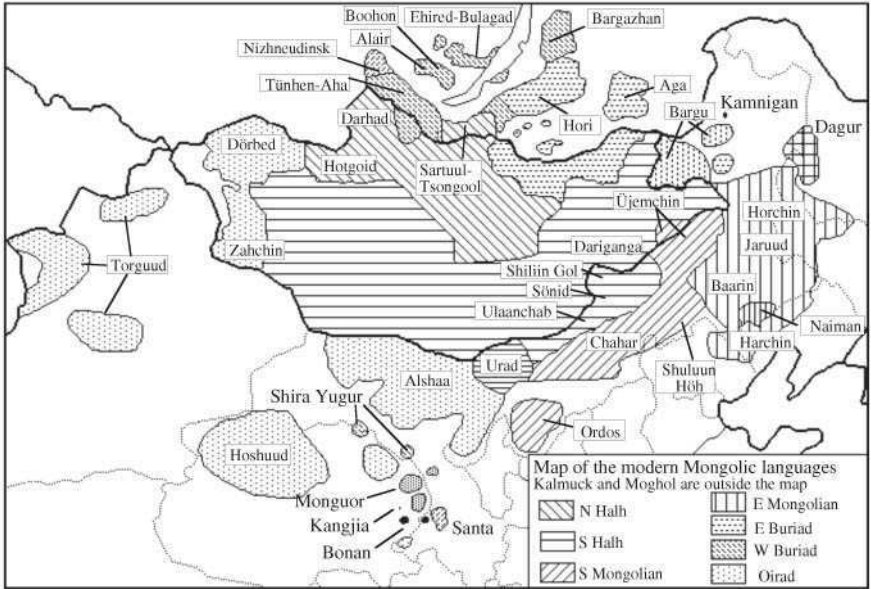 Boohon
Ehired-Bulagad
Bargazhan
Alair
Nizhneudinsk
Tünhen-Aha
Aga
Bargu
Kamnigan
Darhad
Hori
Dagur
Dörbed
Hotgoid
Sartuul-
Tsongool
Üjemchin
Horchin
Zahchin
Dariganga
Jaruud
Torguud
Shiliin Gol
Sönid
Baarin
Ulaanchab
Naiman
Chahar
Harchin
Urad
Shuluun
Höh
Alshaa
Shira Yugur
Ordos
Hoshuud
Monguor
Kangjia
Santa
Bonan
Map of the modern Mongolic languages
Kalmuck and Moghol are outside the map
N Halh
S Halh
S Mongolian
E Mongolian
E Buriad
W Buriad
Oirad